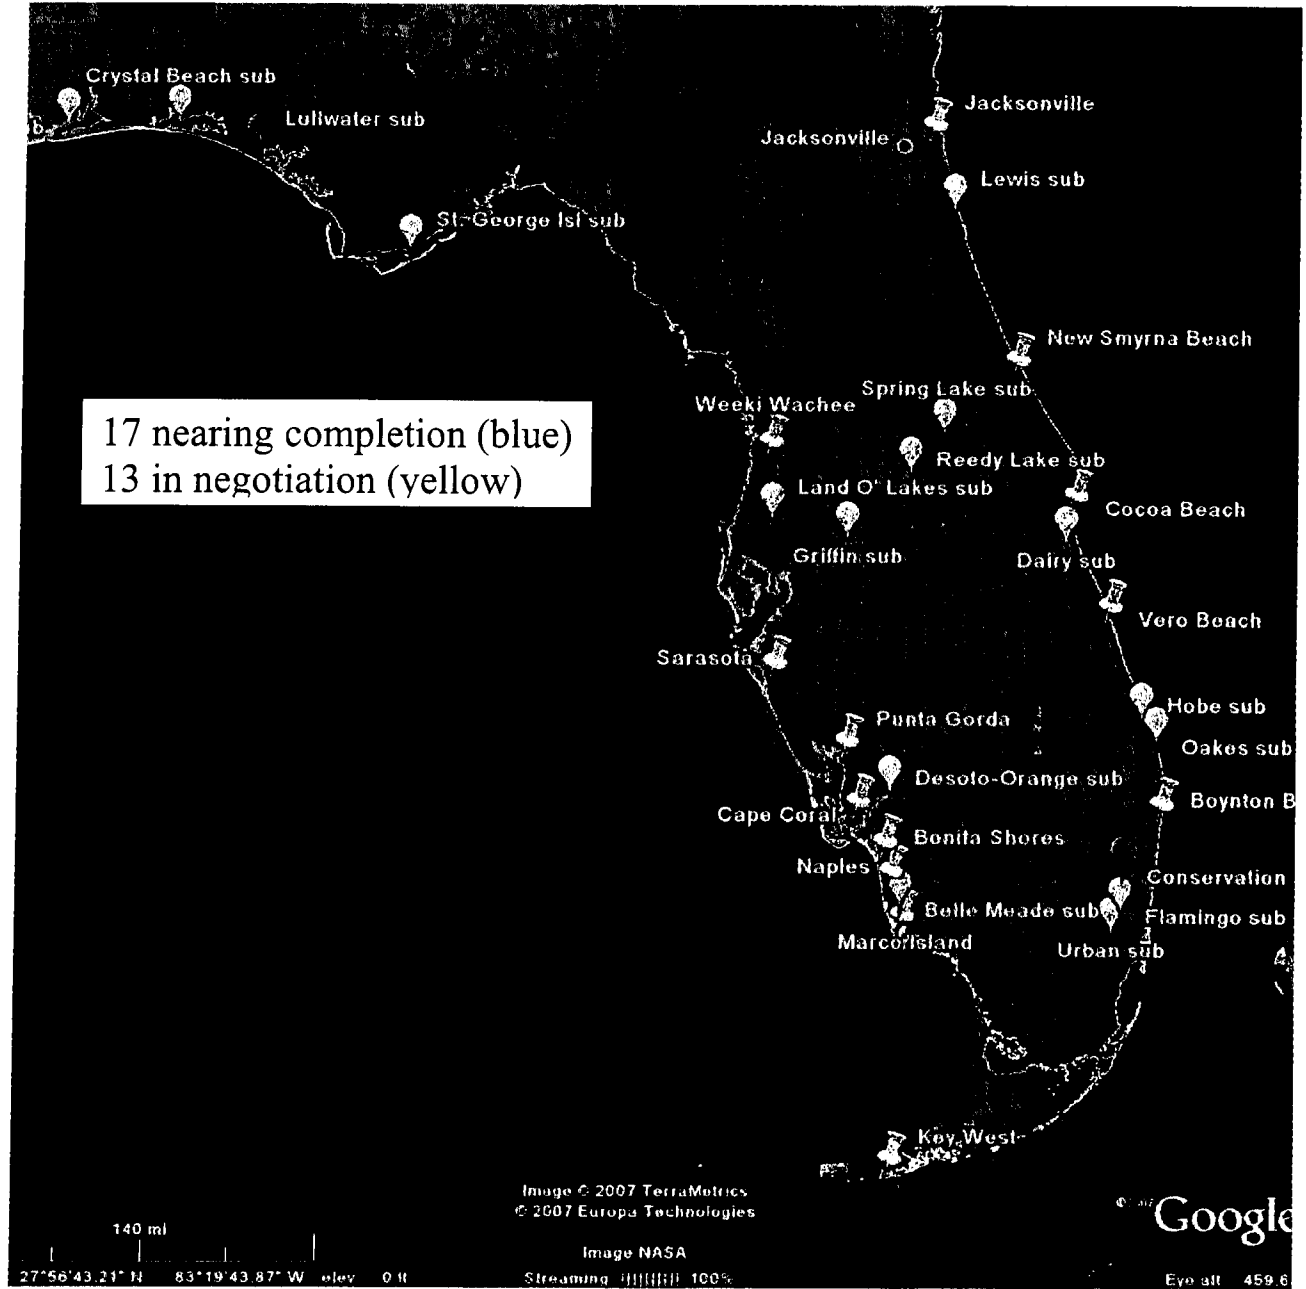 Crystal Beach sub
Lullwater sub
St. George Isl sub
Jacksonville
Jacksonville
Lewis sub
New Smyrna Beach
Spring Lake sub
Weeki Wachee
17 nearing completion (blue)
13 in negotiation (yellow)
Reedy Lake sub
Land O' Lakes sub
Cocoa Beach
Griffin sub
Dairy sub
Vero Beach
Sarasota
Hobe sub
Punta Gorda
Oakes sub
Desoto-Orange sub
Boynton B
Cape Coral
Bonita Shores
Naples
Conservation
Belle Meade sub
Flamingo sub
Marco Island
Urban sub
Key West
Image © 2007 TerraMetrics
© 2007 Europa Technologies
Google
140 mi
Image NASA
27°56'43.21" N 83°19'43.87" W elev 0 ft
Streaming |||||||||| 100%
Eye alt 459.6